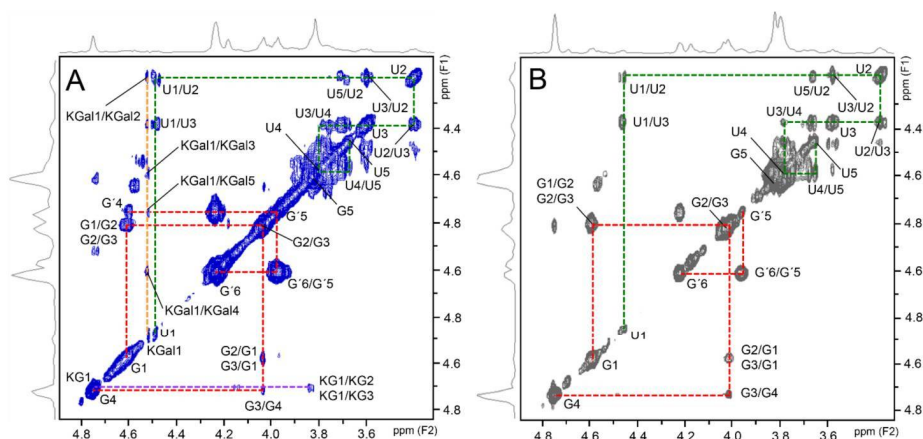 ppm (F1)
A
U2
U1/U2
U5/U2
U3/U2
KGal1/KGal2
U3/U4
4.4
U1/U3
U4
U3
U2/U3
KGal1/KGal3
U5
4.6
KGal1/KGal5
U4/U5
G´4
G5
G´5
G1/G2
G2/G3
G2/G3
4.8
G´6
G´6/G´5
4.6
KGal1/KGal4
U1
4.8
KGal1
G2/G1
G1
G3/G1
4.6
KG1
KG1/KG2
G4
G3/G4
KG1/KG3
4.8
4.8 4.6 4.4 4.2 4.0 3.8 3.6
ppm (F2)
ppm (F1)
B
U2
U1/U2
U5/U2
U3/U2
U3/U4
4.4
U1/U3
U3
U4
U2/U3
G5
U5
4.6
G1/G2
U4/U5
G2/G3
G2/G3
G´5
4.8
G´6
G´6/G´5
4.6
U1
4.8
G2/G1
G1
G3/G1
4.6
G4
G3/G4
4.8
4.8 4.6 4.4 4.2 4.0 3.8 3.6
ppm (F2)